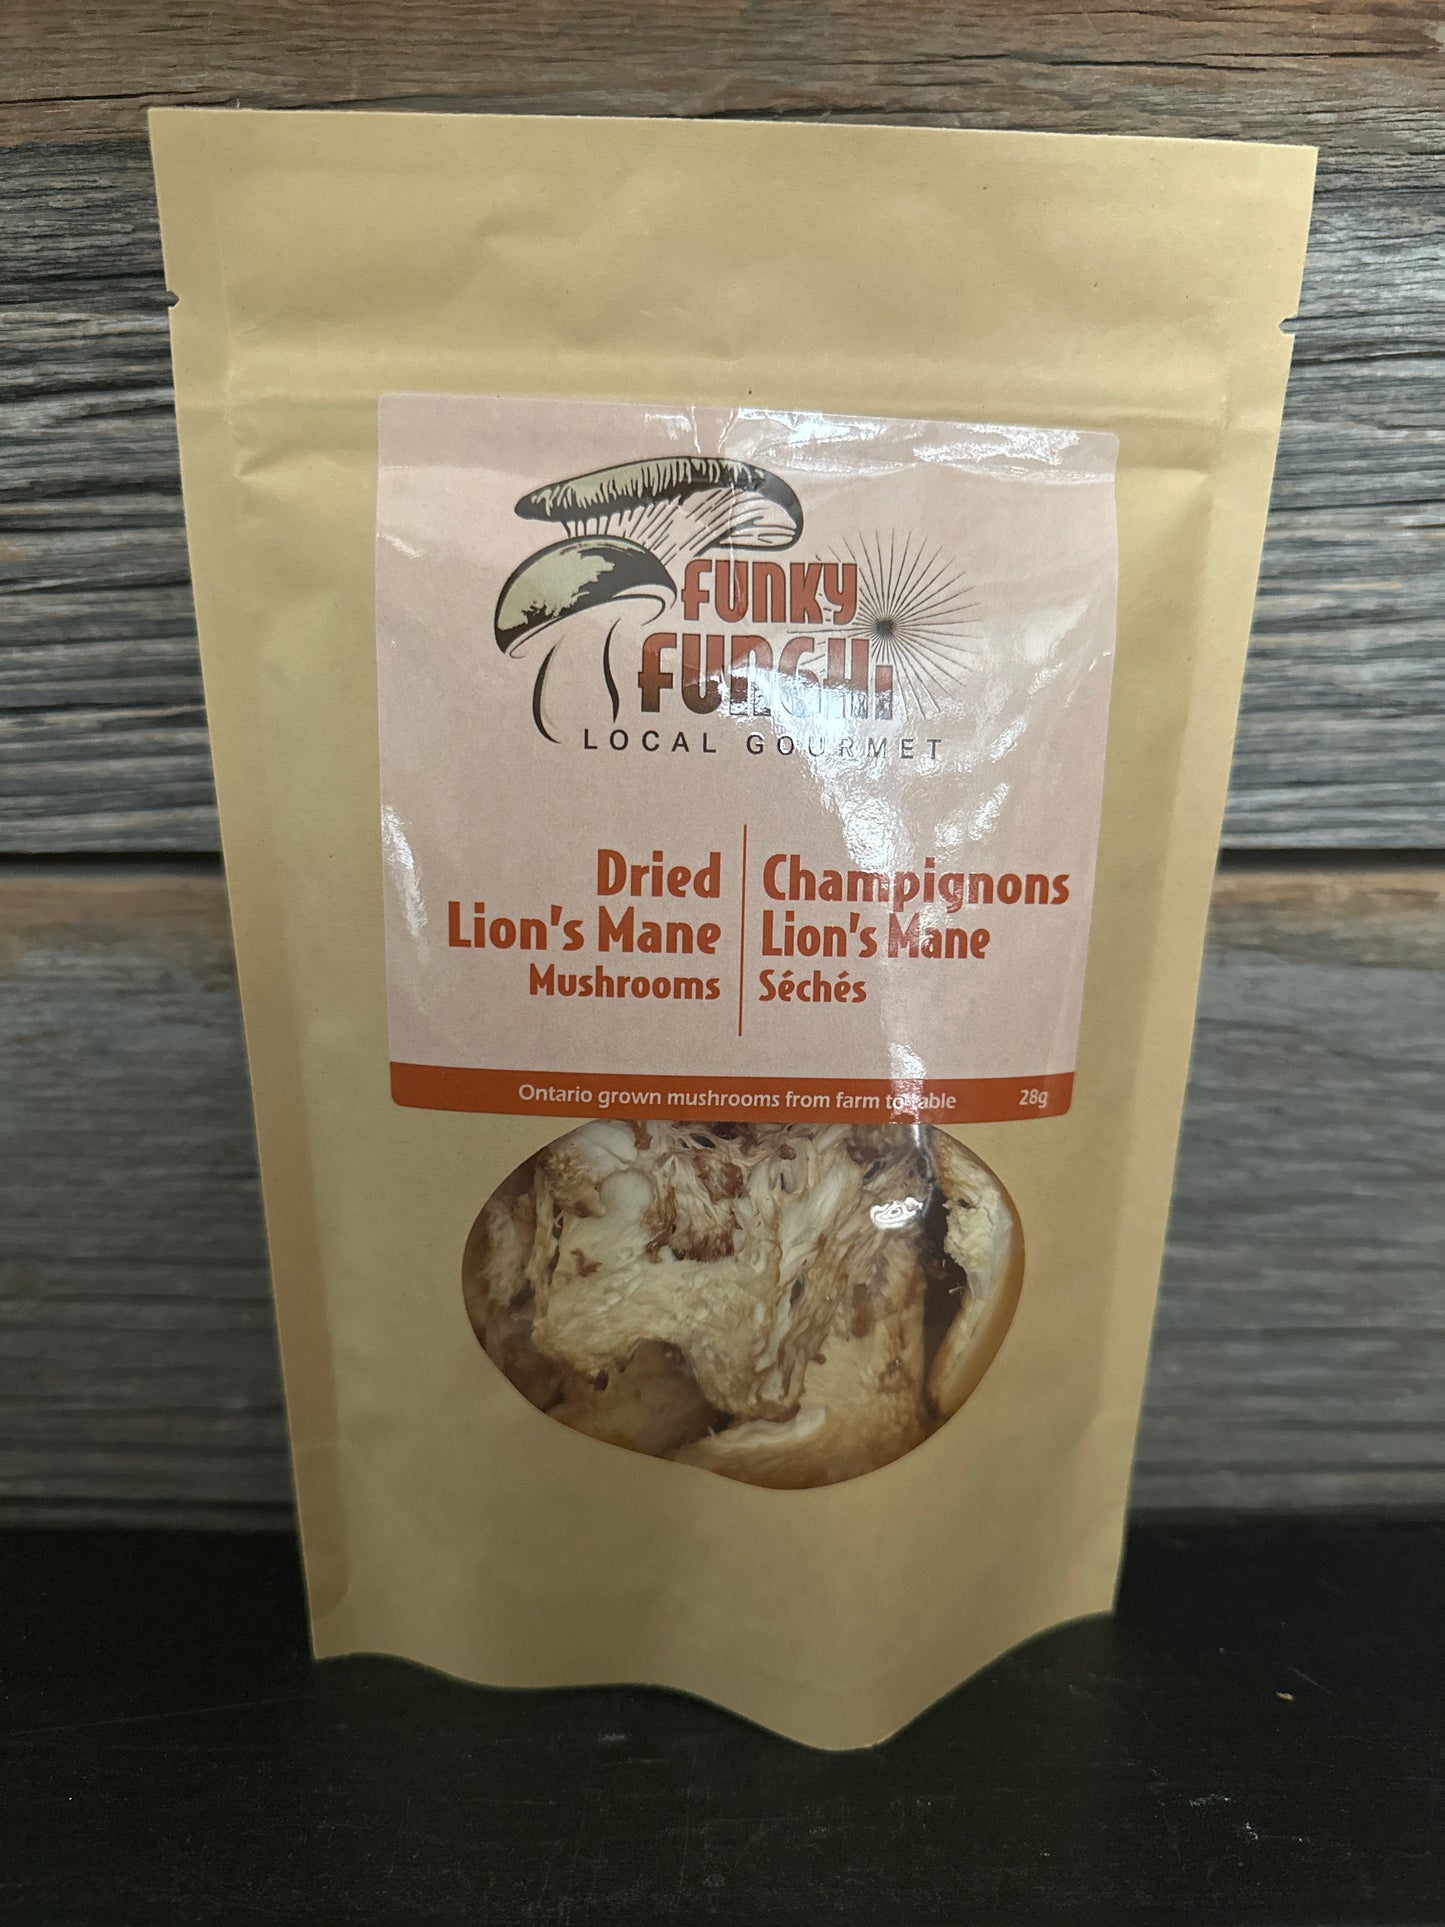 FUNKY
FUNGHI
LOCAL GOURMET
Dried
Lion's Mane
Mushrooms
Champignons
Lion's Mane
Séchés
Ontario grown mushrooms from farm to table
28g